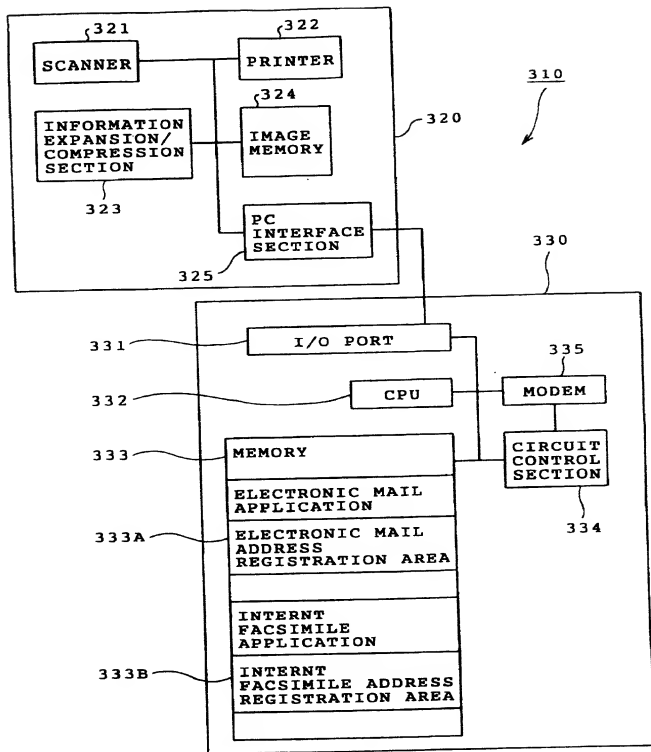 321
322
SCANNER
PRINTER
310
324
320
INFORMATION
EXPANSION/
COMPRESSION
SECTION
IMAGE
MEMORY
323
PC
INTERFACE
SECTION
325
330
331
I/O PORT
335
332
CPU
MODEM
333
MEMORY
CIRCUIT
CONTROL
SECTION
334
ELECTRONIC MAIL
APPLICATION
333A
ELECTRONIC MAIL
ADDRESS
REGISTRATION AREA
INTERNT
FACSIMILE
APPLICATION
333B
INTERNT
FACSIMILE ADDRESS
REGISTRATION AREA